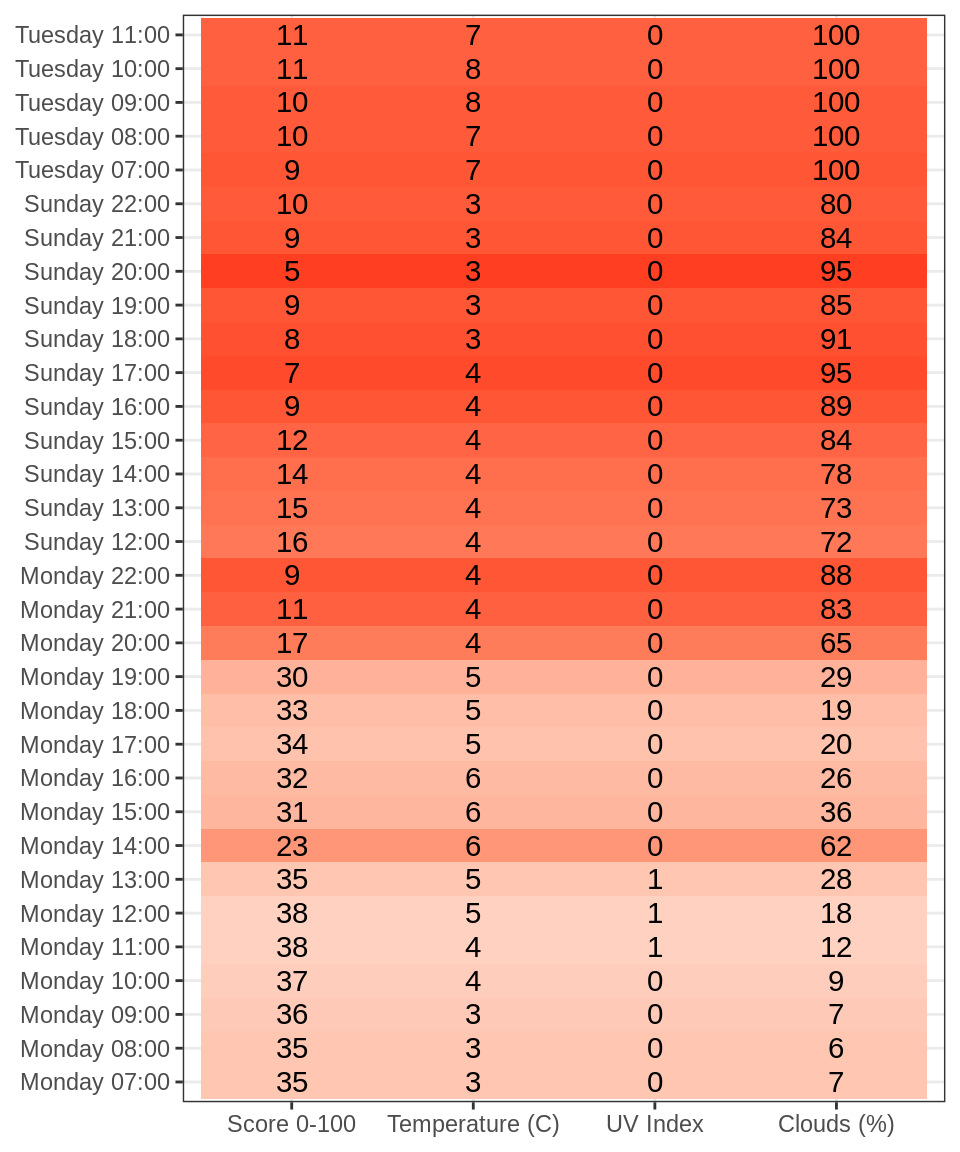 Tuesday 11:00 11 7 0 100
Tuesday 10:00 11 8 0 100
Tuesday 09:00 10 8 0 100
Tuesday 08:00 10 7 0 100
Tuesday 07:00 9 7 0 100
Sunday 22:00 10 3 0 80
Sunday 21:00 9 3 0 84
Sunday 20:00 5 3 0 95
Sunday 19:00 9 3 0 85
Sunday 18:00 8 3 0 91
Sunday 17:00 7 4 0 95
Sunday 16:00 9 4 0 89
Sunday 15:00 12 4 0 84
Sunday 14:00 14 4 0 78
Sunday 13:00 15 4 0 73
Sunday 12:00 16 4 0 72
Monday 22:00 9 4 0 88
Monday 21:00 11 4 0 83
Monday 20:00 17 4 0 65
Monday 19:00 30 5 0 29
Monday 18:00 33 5 0 19
Monday 17:00 34 5 0 20
Monday 16:00 32 6 0 26
Monday 15:00 31 6 0 36
Monday 14:00 23 6 0 62
Monday 13:00 35 5 1 28
Monday 12:00 38 5 1 18
Monday 11:00 38 4 1 12
Monday 10:00 37 4 0 9
Monday 09:00 36 3 0 7
Monday 08:00 35 3 0 6
Monday 07:00 35 3 0 7
Score 0-100 Temperature (C) UV Index Clouds (%)